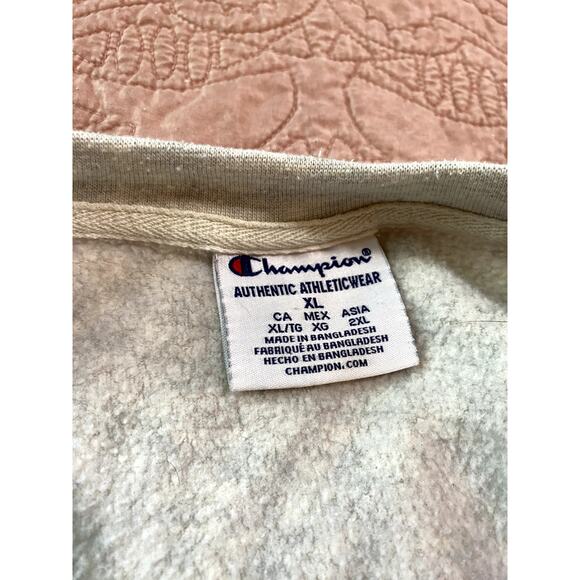 Champion®
AUTHENTIC ATHLETICWEAR
XL
CA MEX ASIA
XL/TG XG 2XL
MADE IN BANGLADESH
FABRIQUÉ AU BANGLADESH
HECHO EN BANGLADESH
CHAMPION.COM